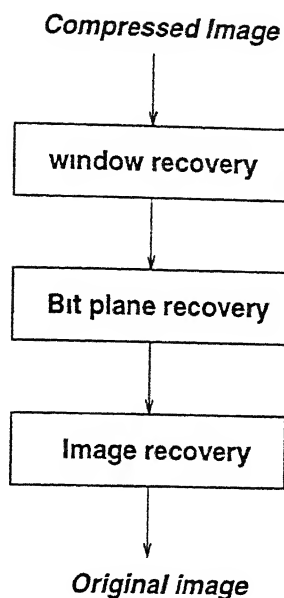 Compressed Image
window recovery
Bit plane recovery
Image recovery
Original image